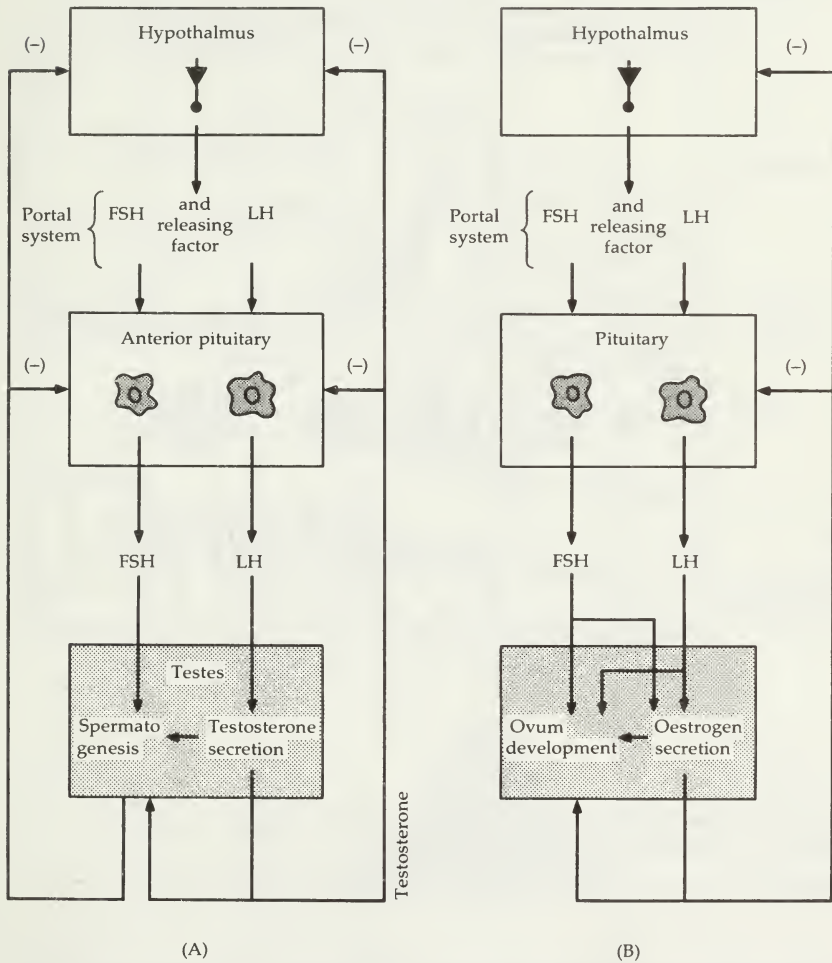 (–)
Hypothalmus
(–)
Portal
system
FSH
and
releasing
factor
LH
(–)
Anterior pituitary
(–)
FSH
LH
Testes
Spermato
genesis
Testosterone
secretion
Testosterone
(A)
Hypothalmus
(–)
Portal
system
FSH
and
releasing
factor
LH
Pituitary
(–)
FSH
LH
Ovum
development
Oestrogen
secretion
(B)